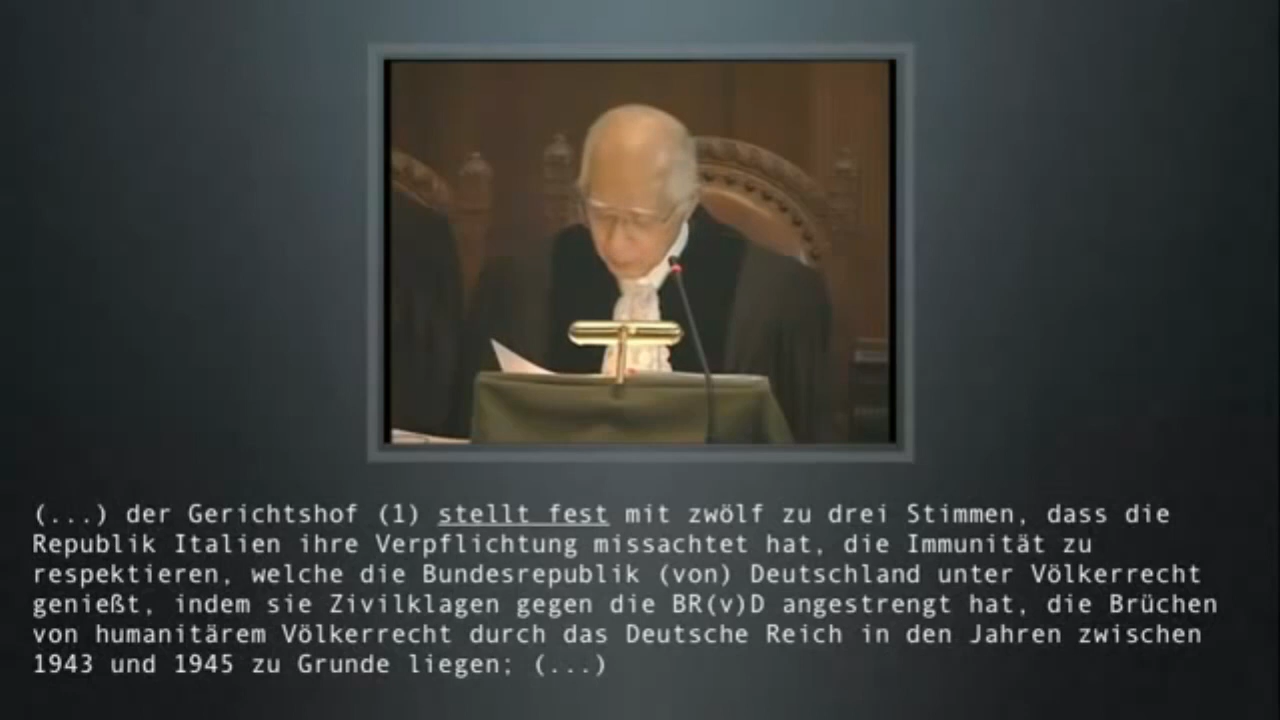 (...) der Gerichtshof (1) stellt fest mit zwölf zu drei Stimmen, dass die
Republik Italien ihre Verpflichtung missachtet hat, die Immunität zu
respektieren, welche die Bundesrepublik (von) Deutschland unter Völkerrecht
genießt, indem sie Zivilklagen gegen die BR(v)D angestrengt hat, die Brüchen
von humanitärem Völkerrecht durch das Deutsche Reich in den Jahren zwischen
1943 und 1945 zu Grunde liegen; (...)